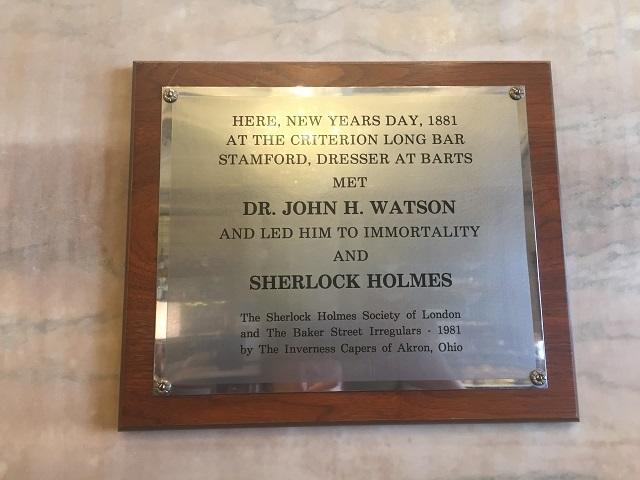 HERE, NEW YEARS DAY, 1881
AT THE CRITERION LONG BAR
STAMFORD, DRESSER AT BARTS
MET
DR. JOHN H. WATSON
AND LED HIM TO IMMORTALITY
AND
SHERLOCK HOLMES
The Sherlock Holmes Society of London
and The Baker Street Irregulars - 1981
by The Inverness Capers of Akron, Ohio